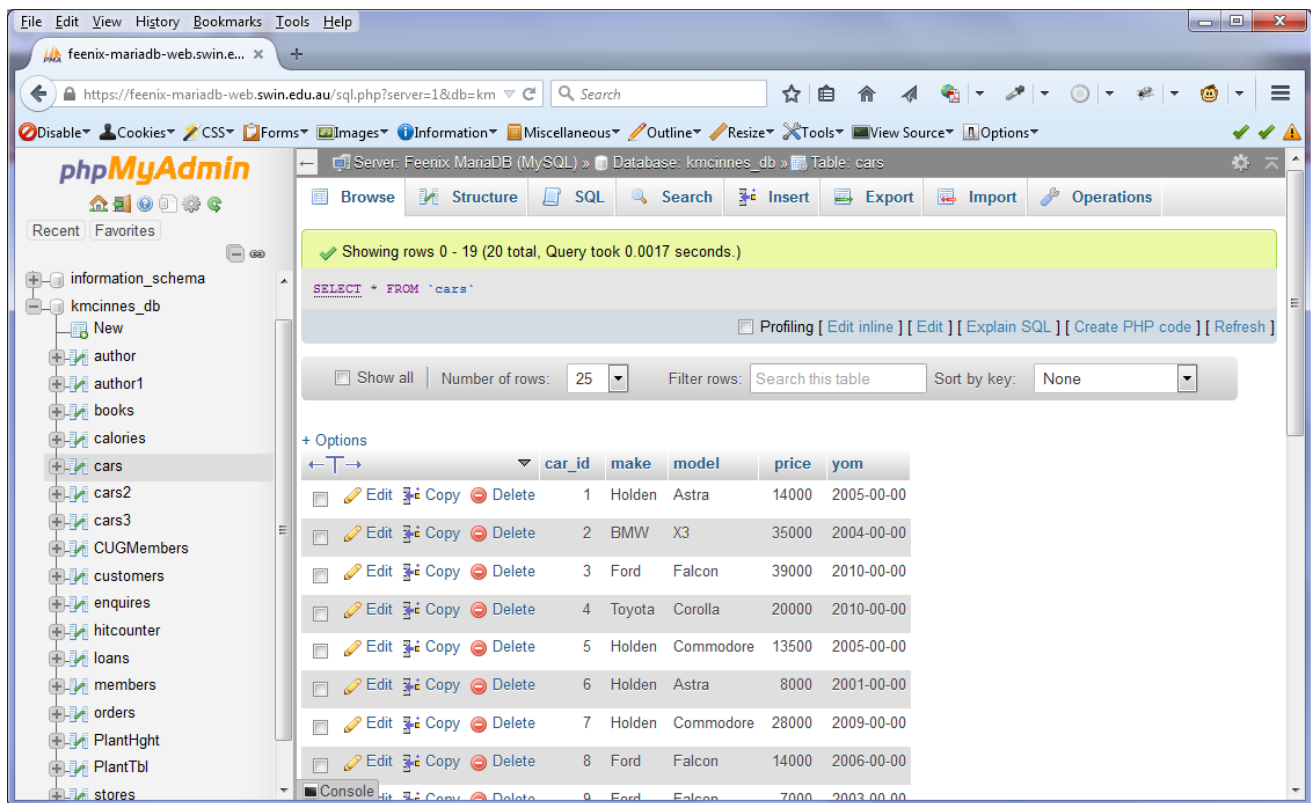 File Edit View History Bookmarks Tools Help
feenix-mariadb-web.swin.e...
https://feenix-mariadb-web.swin.edu.au/sql.php?server=1&db=km
Search
Disable Cookies CSS Forms Images Information Miscellaneous Outline Resize Tools View Source Options
phpMyAdmin
Recent Favorites
information_schema
kmcinnes_db
New
author
author1
books
calories
cars
cars2
cars3
CUGMembers
customers
enquires
hitcounter
loans
members
orders
PlantHght
PlantTbl
stores
Server: Feenix MariaDB (MySQL) » Database: kmcinnes_db » Table: cars
Browse Structure SQL Search Insert Export Import Operations
Showing rows 0 - 19 (20 total, Query took 0.0017 seconds.)
SELECT * FROM `cars`
Profiling [ Edit inline ] [ Edit ] [ Explain SQL ] [ Create PHP code ] [ Refresh ]
Show all | Number of rows: 25 Filter rows: Search this table Sort by key: None
+ Options
←T→ car_id make model price yom
Edit Copy Delete 1 Holden Astra 14000 2005-00-00
Edit Copy Delete 2 BMW X3 35000 2004-00-00
Edit Copy Delete 3 Ford Falcon 39000 2010-00-00
Edit Copy Delete 4 Toyota Corolla 20000 2010-00-00
Edit Copy Delete 5 Holden Commodore 13500 2005-00-00
Edit Copy Delete 6 Holden Astra 8000 2001-00-00
Edit Copy Delete 7 Holden Commodore 28000 2009-00-00
Edit Copy Delete 8 Ford Falcon 14000 2006-00-00
Console Edit Copy Delete 9 Ford Falcon 7000 2003-00-00